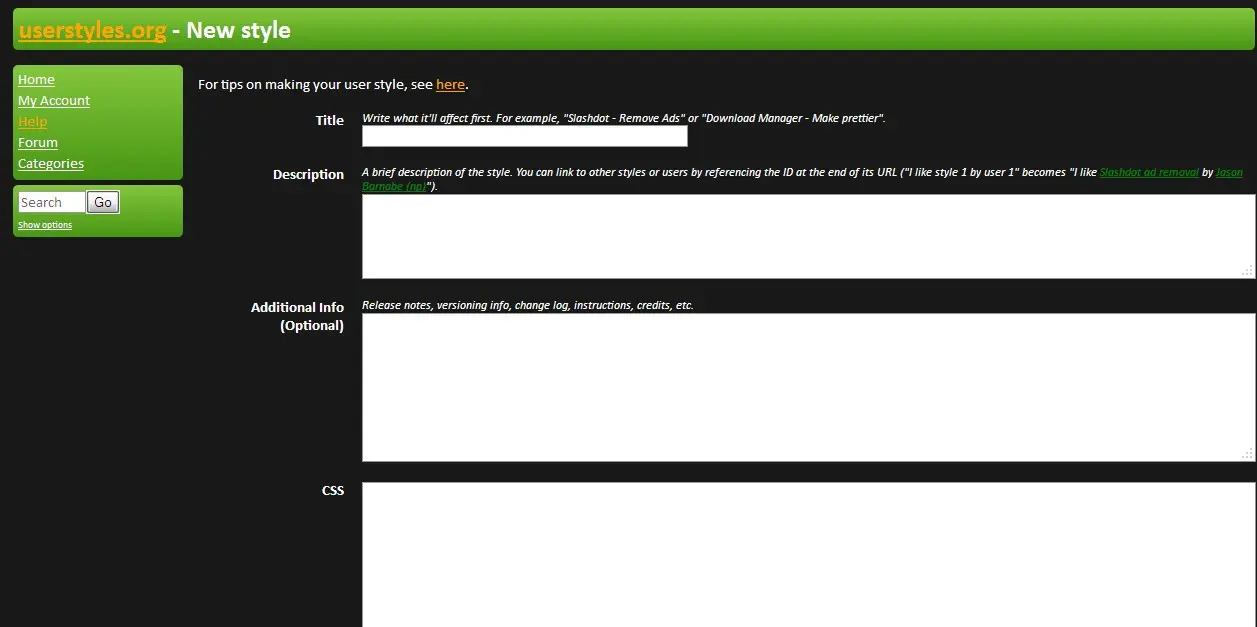 userstyles.org - New style
Home
My Account
Help
Forum
Categories
Search Go
Show options
For tips on making your user style, see here.
Title
Write what it'll affect first. For example, "Slashdot - Remove Ads" or "Download Manager - Make prettier".
Description
A brief description of the style. You can link to other styles or users by referencing the ID at the end of its URL ("I like style 1 by user 1" becomes "I like Slashdot ad removal by Jason
Barnabe (np)").
Additional Info
(Optional)
Release notes, versioning info, change log, instructions, credits, etc.
CSS